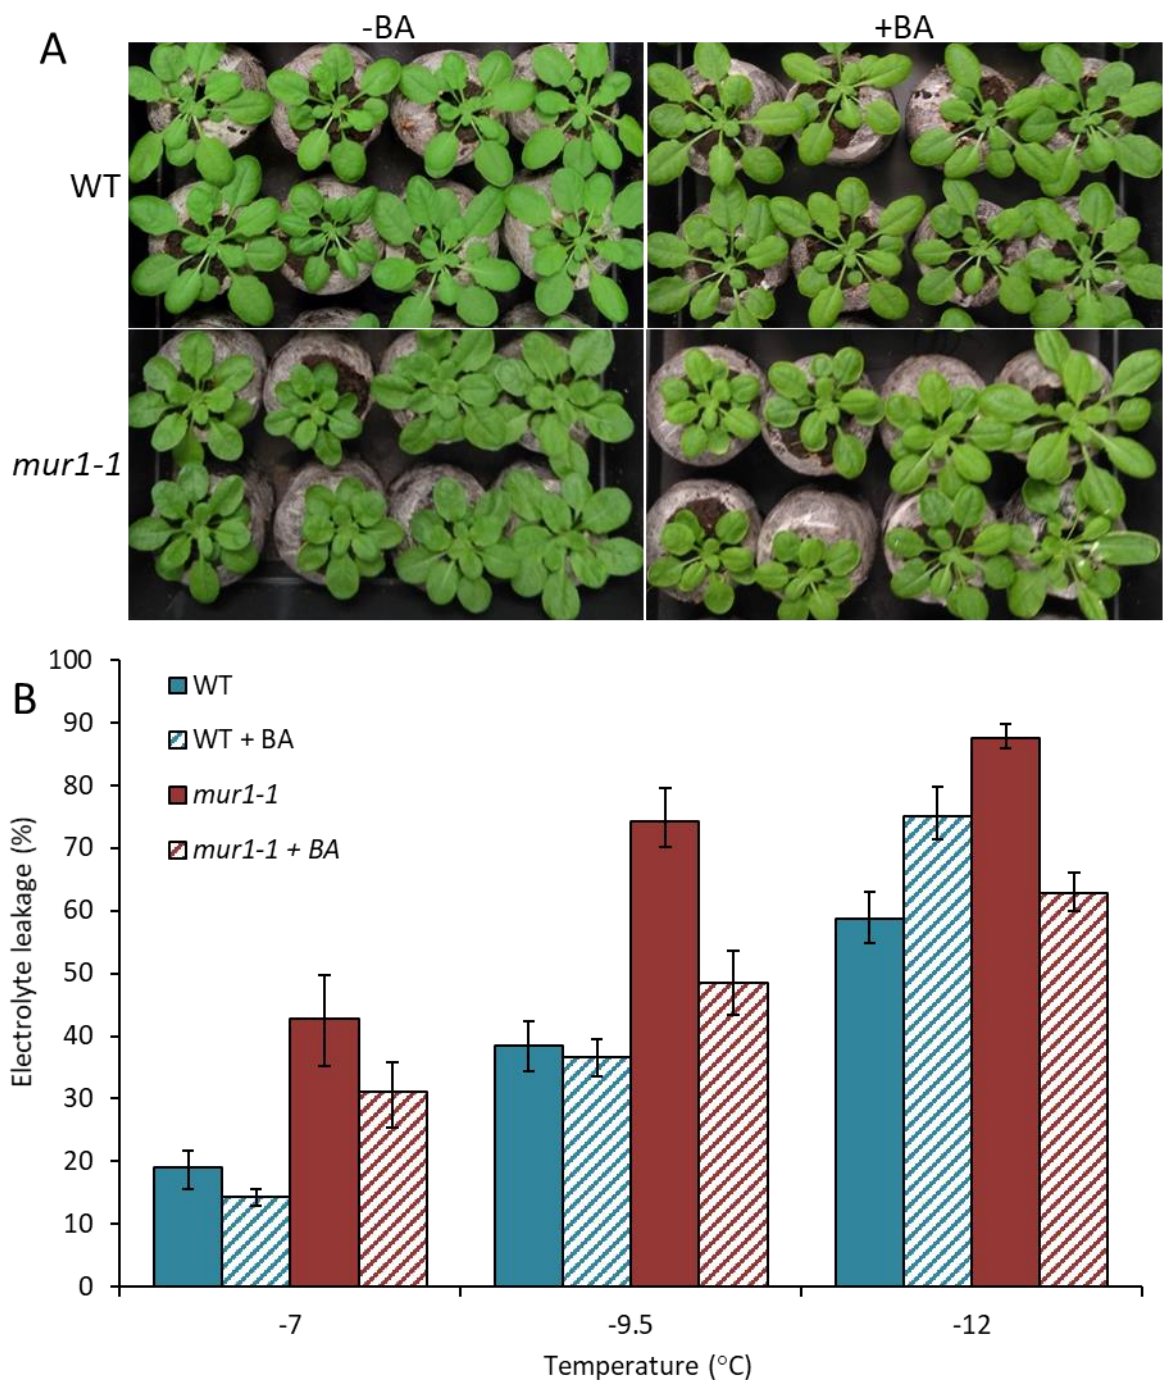 A
-BA
+BA
WT
mur1-1
B
100
90
80
70
60
50
40
30
20
10
0
Electrolyte leakage (%)
WT
WT + BA
mur1-1
mur1-1 + BA
-7
-9.5
-12
Temperature (°C)